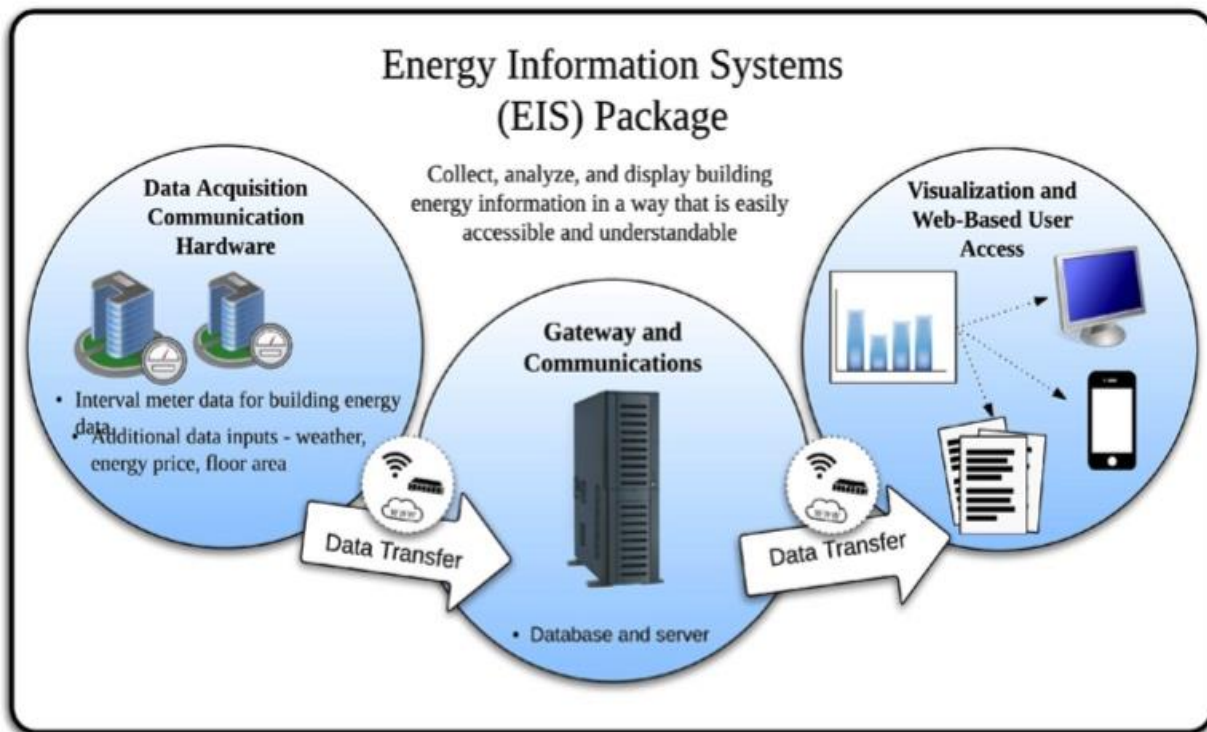 Energy Information Systems
(EIS) Package
Collect, analyze, and display building
energy information in a way that is easily
accessible and understandable
Data Acquisition
Communication
Hardware
• Interval meter data for building energy
data
• Additional data inputs - weather,
energy price, floor area
Data Transfer
Gateway and
Communications
• Database and server
Data Transfer
Visualization and
Web-Based User
Access